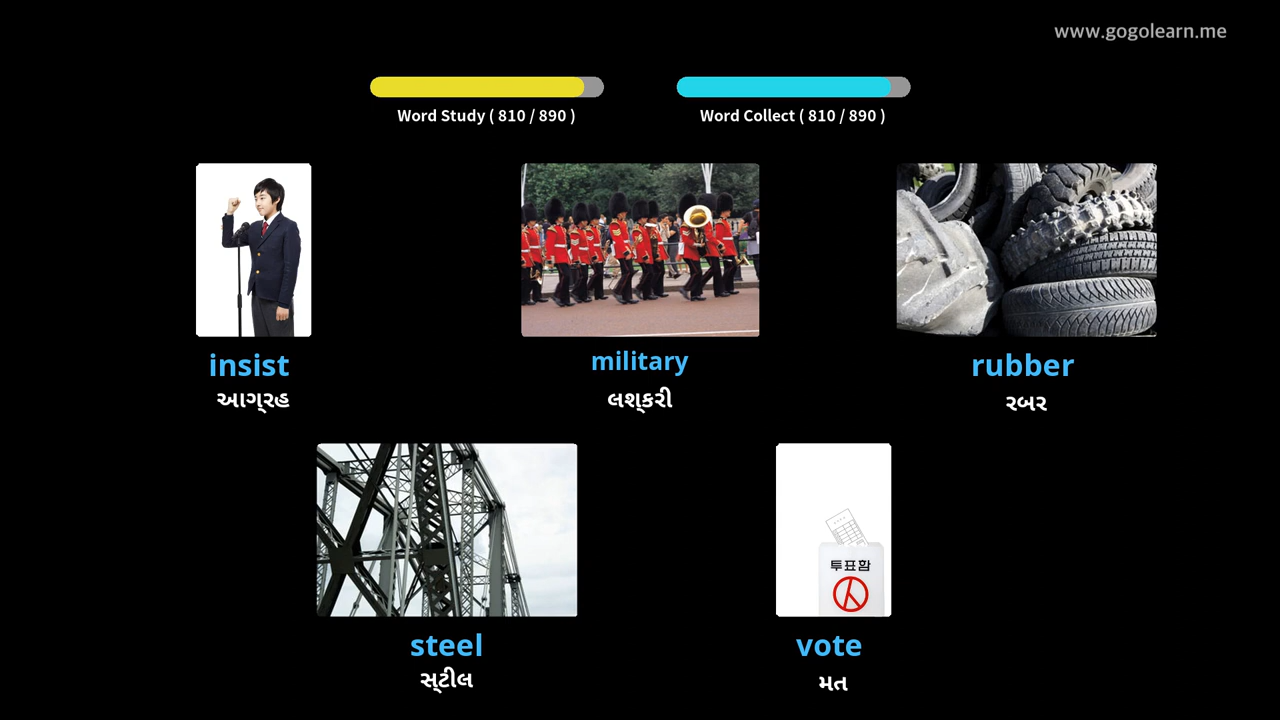 www.gogolearn.me
Word Study ( 810 / 890 )
Word Collect ( 810 / 890 )
insist
આગ્રહ
military
લશ્કરી
rubber
રબર
steel
સ્ટીલ
투표함
vote
મત